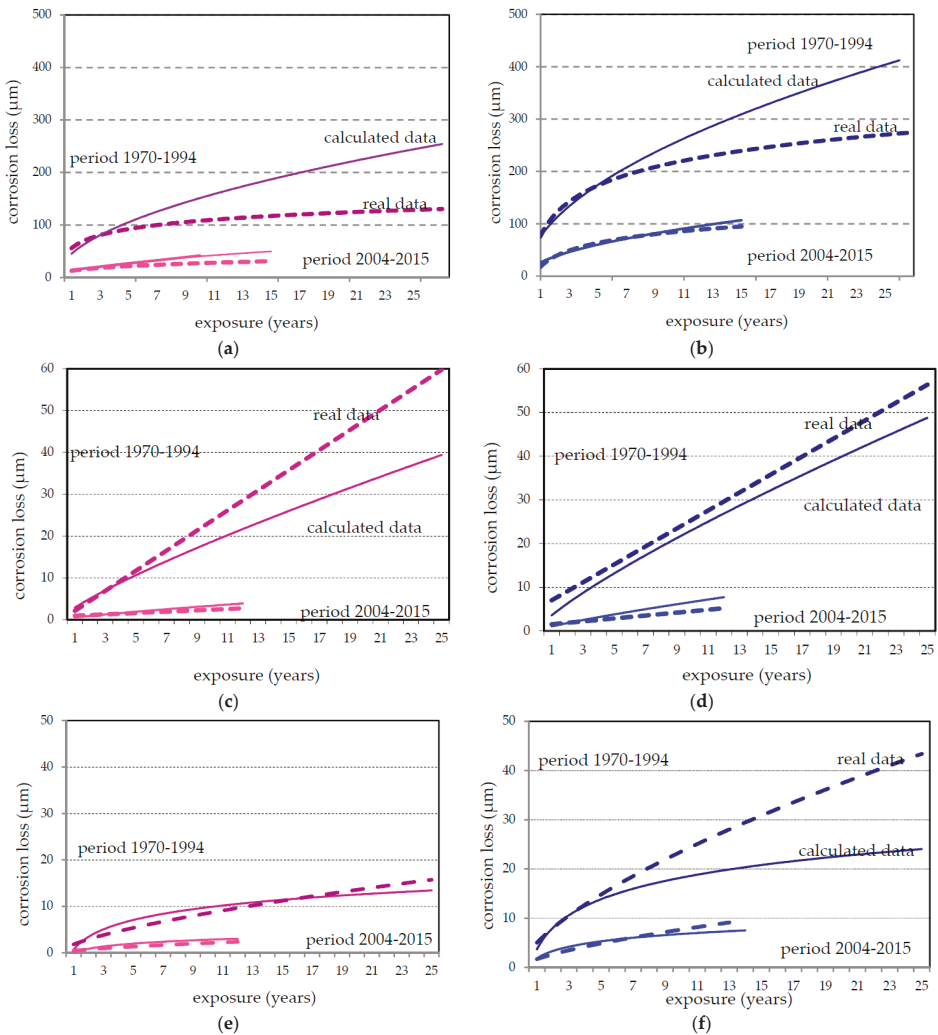 500
400
300
200
100
0
corrosion loss (µm)
calculated data
period 1970-1994
real data
period 2004-2015
1 3 5 7 9 11 13 15 17 19 21 23 25
exposure (years)
(a)
500
400
300
200
100
0
corrosion loss (µm)
period 1970-1994
calculated data
real data
period 2004-2015
1 3 5 7 9 11 13 15 17 19 21 23 25
exposure (years)
(b)
60
50
40
30
20
10
0
corrosion loss (µm)
real data
period 1970-1994
calculated data
period 2004-2015
1 3 5 7 9 11 13 15 17 19 21 23 25
exposure (years)
(c)
60
50
40
30
20
10
0
corrosion loss (µm)
real data
period 1970-1994
calculated data
period 2004-2015
1 3 5 7 9 11 13 15 17 19 21 23 25
exposure (years)
(d)
50
40
30
20
10
0
corrosion loss (µm)
period 1970-1994
period 2004-2015
1 3 5 7 9 11 13 15 17 19 21 23 25
exposure (years)
(e)
50
40
30
20
10
0
corrosion loss (µm)
real data
period 1970-1994
calculated data
period 2004-2015
1 3 5 7 9 11 13 15 17 19 21 23 25
exposure (years)
(f)